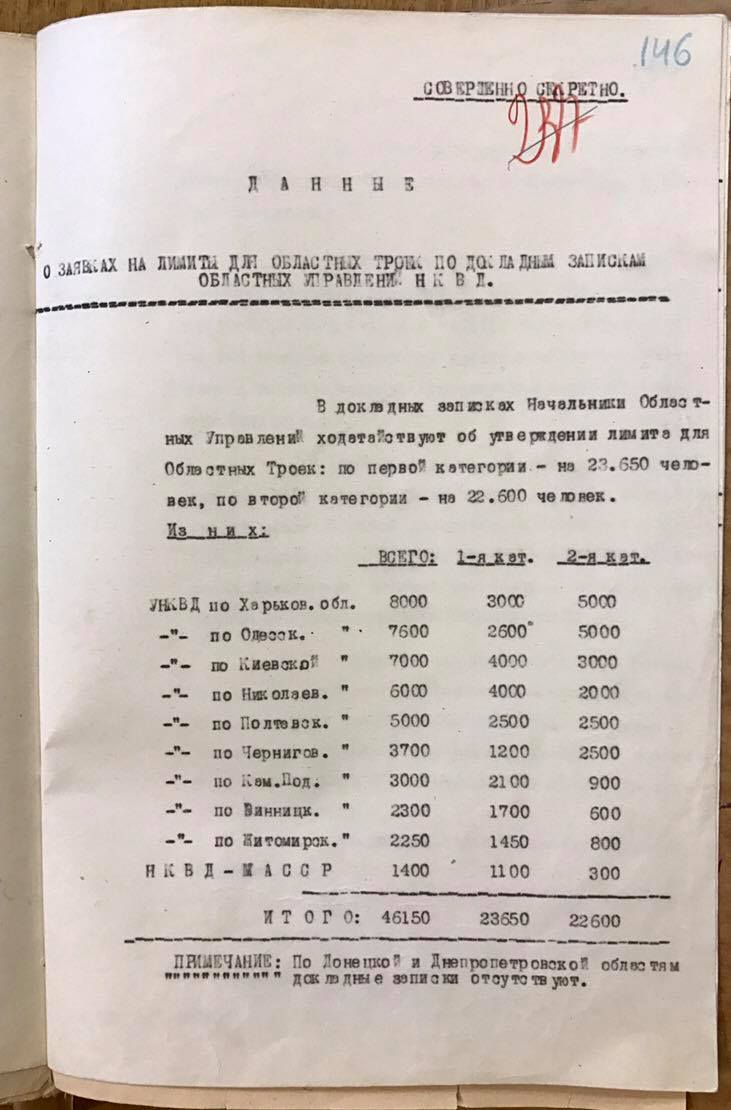 146
СОВЕРШЕННО СЕКРЕТНО.
Д А Н Н Ы Е
О ЗАЯВКАХ НА ЛИМИТЫ ДЛЯ ОБЛАСТНЫХ ТРОЕК ПО ДОКЛАДНЫМ ЗАПИСКАМ
ОБЛАСТНЫХ УПРАВЛЕНИЙ Н К В Д.
В докладных записках Начальники Област-
ных Управлений ходатайствуют об утверждении лимита для
Областных Троек: по первой категории - на 23.650 чело-
век, по второй категории - на 22.600 человек.
Из них:
ВСЕГО: 1-я кат. 2-я кат.
УНКВД по Харьков. обл. 8000 3000 5000
-"- по Одесск. " 7600 2600 5000
-"- по Киевской " 7000 4000 3000
-"- по Николаев. " 6000 4000 2000
-"- по Полтавск. " 5000 2500 2500
-"- по Чернигов. " 3700 1200 2500
-"- по Кам.Под. " 3000 2100 900
-"- по Винницк. " 2300 1700 600
-"- по Житомирск. " 2250 1450 800
Н К В Д - М А С С Р 1400 1100 300
И Т О Г О: 46150 23650 22600
ПРИМЕЧАНИЕ: По Донецкой и Днепропетровской областям
""""""""""" докладные записки отсутствуют.